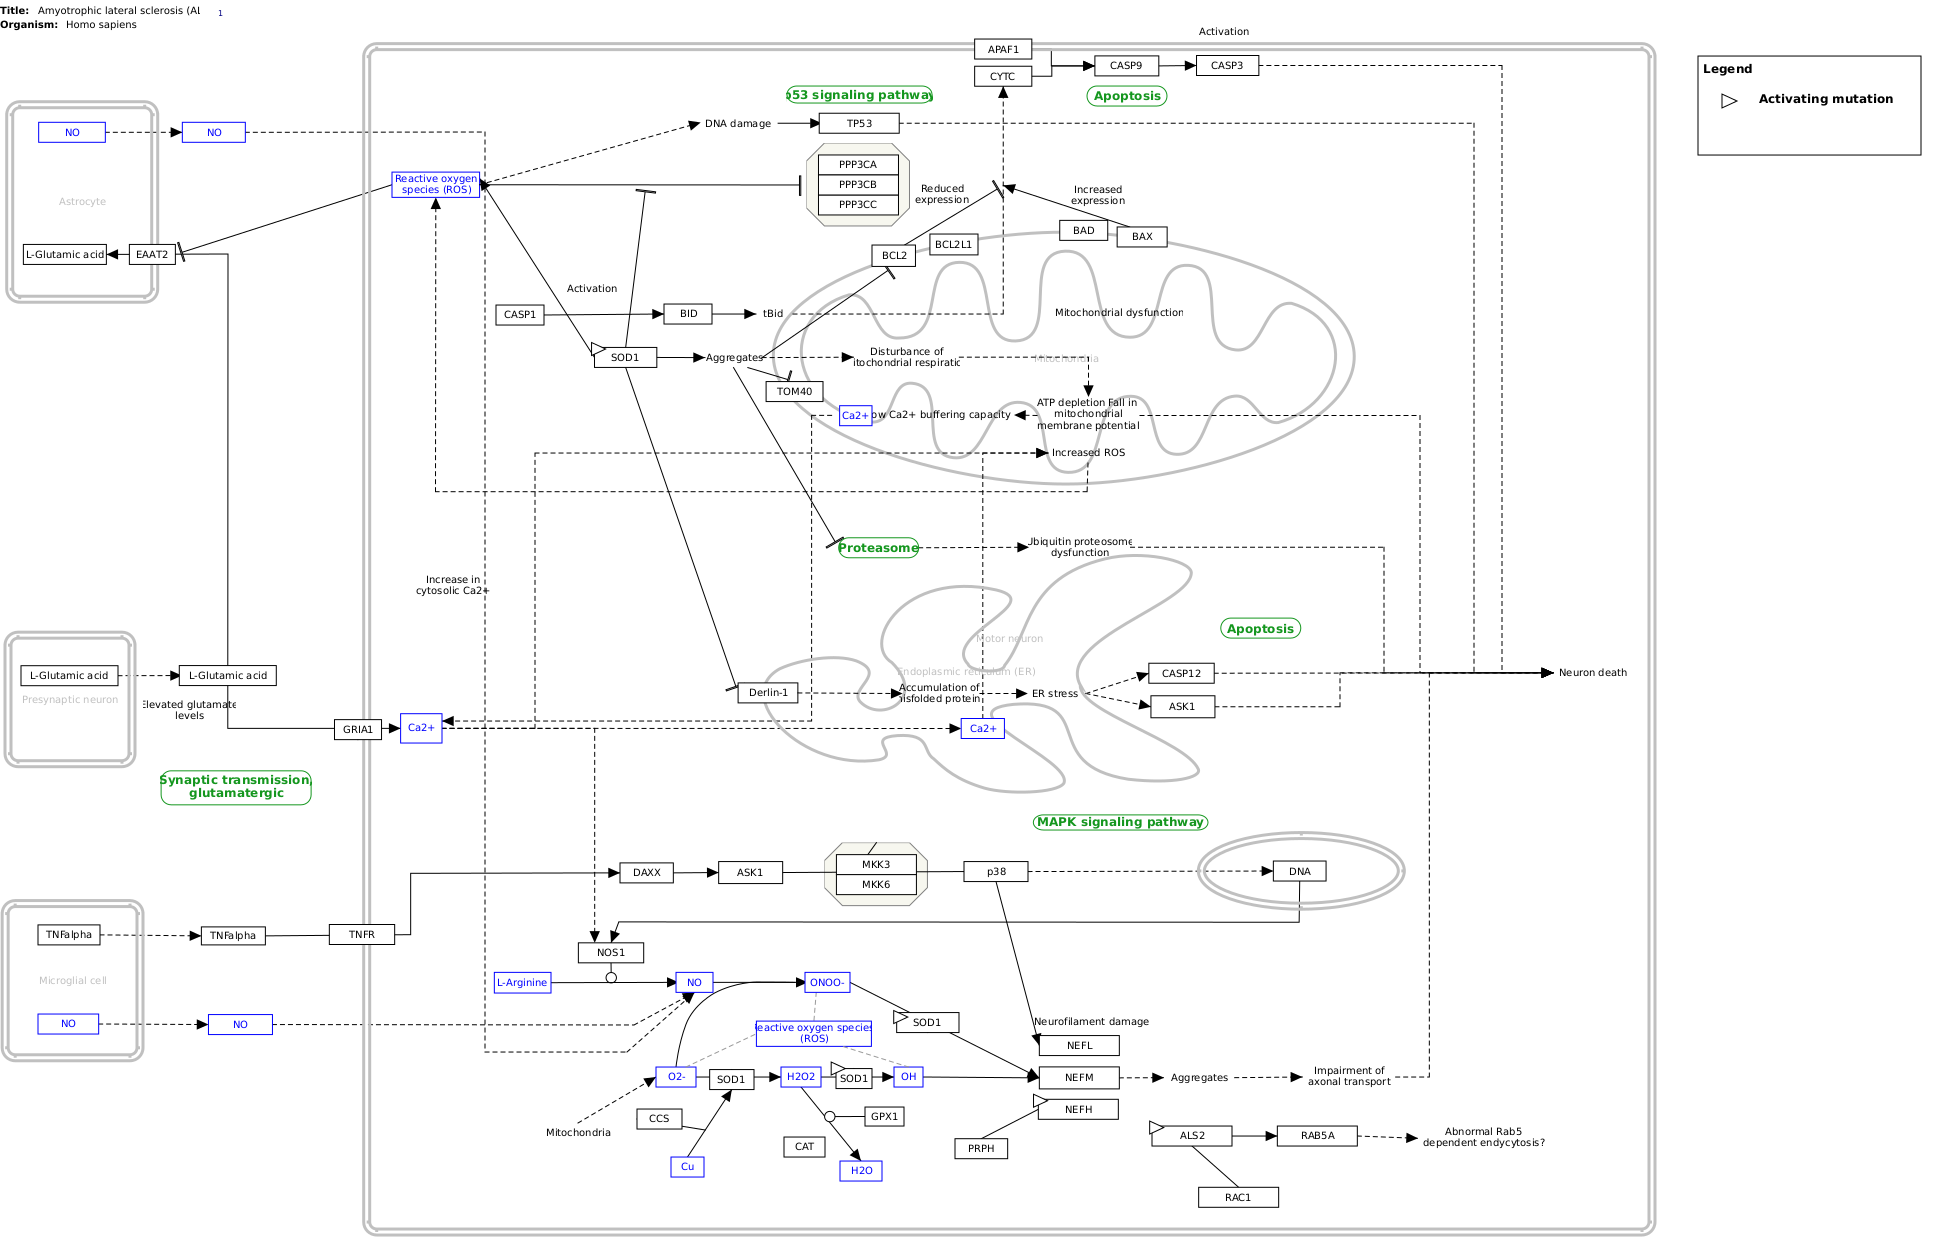 Title: Amyotrophic lateral sclerosis (AL
1
Organism: Homo sapiens
Activation
APAF1
CYTC
CASP9
CASP3
Legend
Activating mutation
p53 signaling pathway
Apoptosis
NO
NO
DNA damage
TP53
Astrocyte
Reactive oxygen
species (ROS)
PPP3CA
PPP3CB
PPP3CC
Reduced
expression
Increased
expression
L-Glutamic acid
EAAT2
BCL2
BCL2L1
BAD
BAX
Activation
CASP1
BID
tBid
Mitochondrial dysfunction
SOD1
Aggregates
Disturbance of
itochondrial respiratic
Mitochondria
TOM40
Ca2+
ow Ca2+ buffering capacity
ATP depletion Fall in
mitochondrial
membrane potential
Increased ROS
Proteasome
Ubiquitin proteosome
dysfunction
Increase in
cytosolic Ca2+
Motor neuron
Apoptosis
Endoplasmic reticulum (ER)
L-Glutamic acid
L-Glutamic acid
Presynaptic neuron
Elevated glutamate
levels
Derlin-1
Accumulation of
nisfolded protein
ER stress
CASP12
ASK1
Neuron death
GRIA1
Ca2+
Ca2+
Synaptic transmission,
glutamatergic
MAPK signaling pathway
DAXX
ASK1
MKK3
MKK6
p38
DNA
TNFalpha
TNFalpha
TNFR
NOS1
Microglial cell
L-Arginine
NO
ONOO-
NO
NO
eactive oxygen species
(ROS)
SOD1
Neurofilament damage
NEFL
O2-
SOD1
H2O2
SOD1
OH
NEFM
Aggregates
Impairment of
axonal transport
NEFH
CCS
GPX1
Mitochondria
CAT
PRPH
ALS2
RAB5A
Abnormal Rab5
dependent endycytosis?
Cu
H2O
RAC1